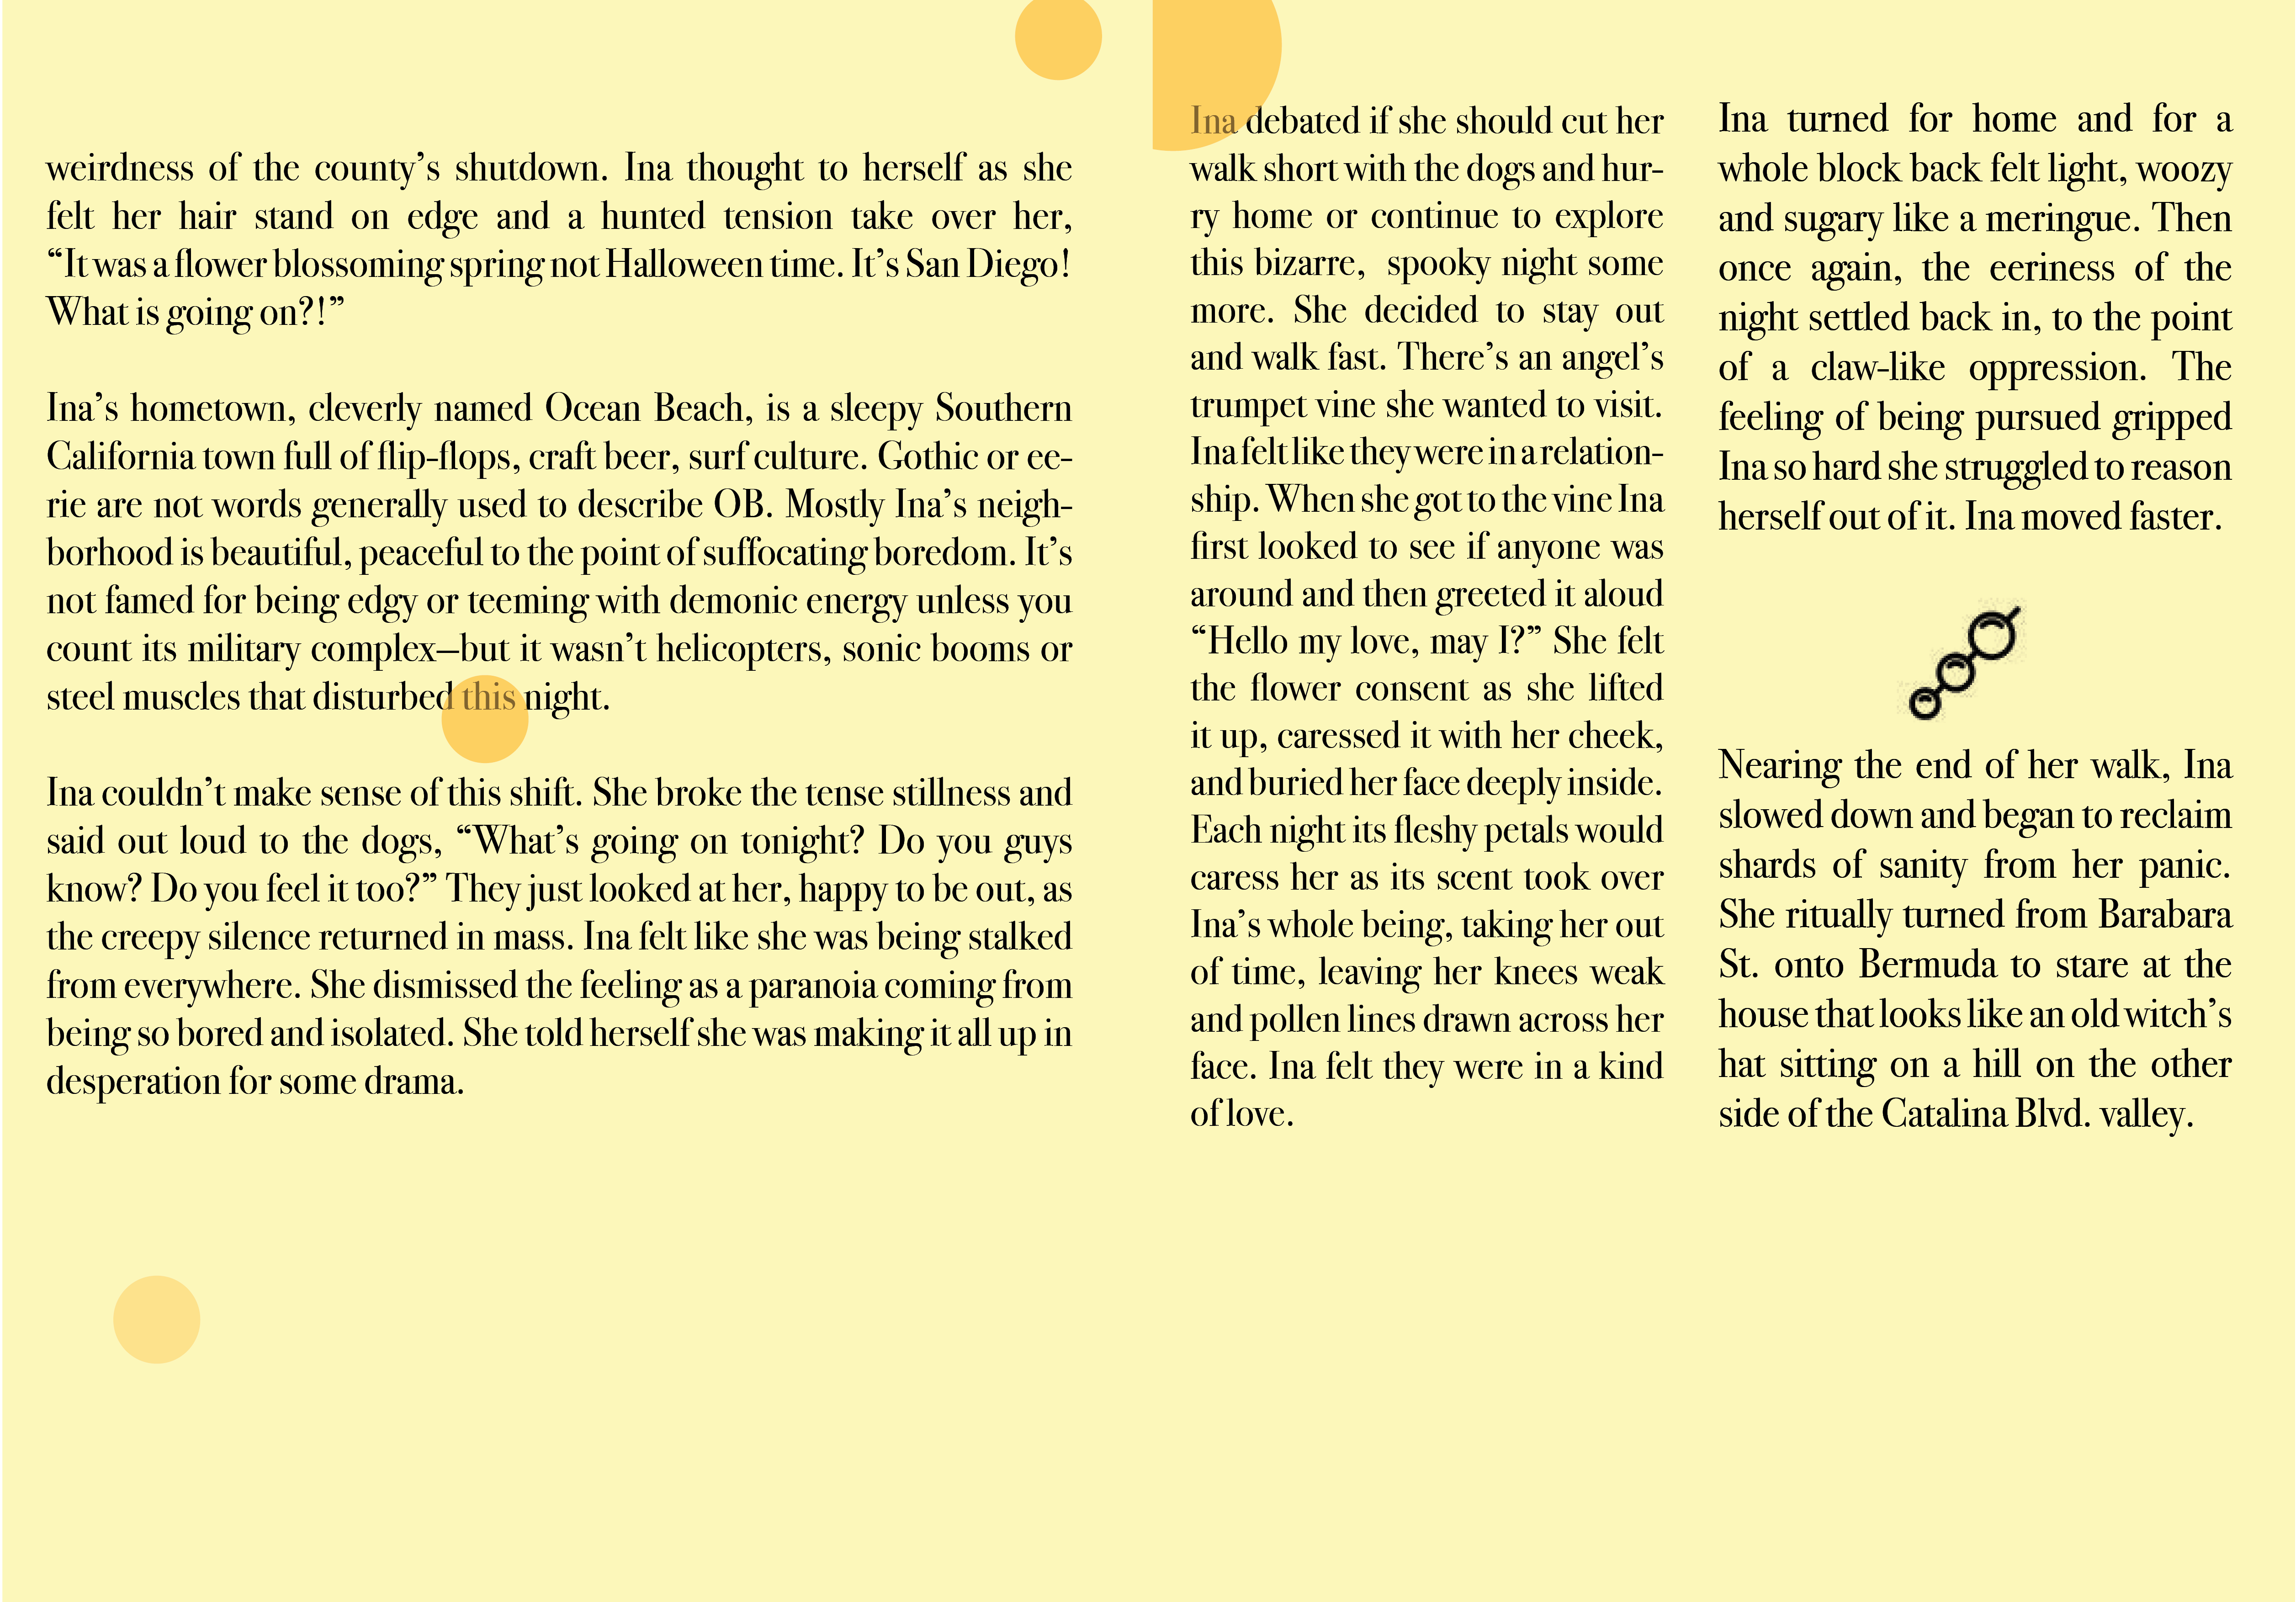 weirdness of the county’s shutdown. Ina thought to herself as she
felt her hair stand on edge and a hunted tension take over her,
“It was a flower blossoming spring not Halloween time. It’s San Diego!
What is going on?!”
Ina’s hometown, cleverly named Ocean Beach, is a sleepy Southern
California town full of flip-flops, craft beer, surf culture. Gothic or ee-
rie are not words generally used to describe OB. Mostly Ina’s neigh-
borhood is beautiful, peaceful to the point of suffocating boredom. It’s
not famed for being edgy or teeming with demonic energy unless you
count its military complex—but it wasn’t helicopters, sonic booms or
steel muscles that disturbed this night.
Ina couldn’t make sense of this shift. She broke the tense stillness and
said out loud to the dogs, “What’s going on tonight? Do you guys
know? Do you feel it too?” They just looked at her, happy to be out, as
the creepy silence returned in mass. Ina felt like she was being stalked
from everywhere. She dismissed the feeling as a paranoia coming from
being so bored and isolated. She told herself she was making it all up in
desperation for some drama.
Ina debated if she should cut her
walk short with the dogs and hur-
ry home or continue to explore
this bizarre,  spooky night some
more. She decided to stay out
and walk fast. There’s an angel’s
trumpet vine she wanted to visit.
Ina felt like they were in a relation-
ship. When she got to the vine Ina
first looked to see if anyone was
around and then greeted it aloud
“Hello my love, may I?” She felt
the flower consent as she lifted
it up, caressed it with her cheek,
and buried her face deeply inside.
Each night its fleshy petals would
caress her as its scent took over
Ina’s whole being, taking her out
of time, leaving her knees weak
and pollen lines drawn across her
face. Ina felt they were in a kind
of love.
Ina turned for home and for a
whole block back felt light, woozy
and sugary like a meringue. Then
once again, the eeriness of the
night settled back in, to the point
of a claw-like oppression. The
feeling of being pursued gripped
Ina so hard she struggled to reason
herself out of it. Ina moved faster.
Nearing the end of her walk, Ina
slowed down and began to reclaim
shards of sanity from her panic.
She ritually turned from Barabara
St. onto Bermuda to stare at the
house that looks like an old witch’s
hat sitting on a hill on the other
side of the Catalina Blvd. valley.